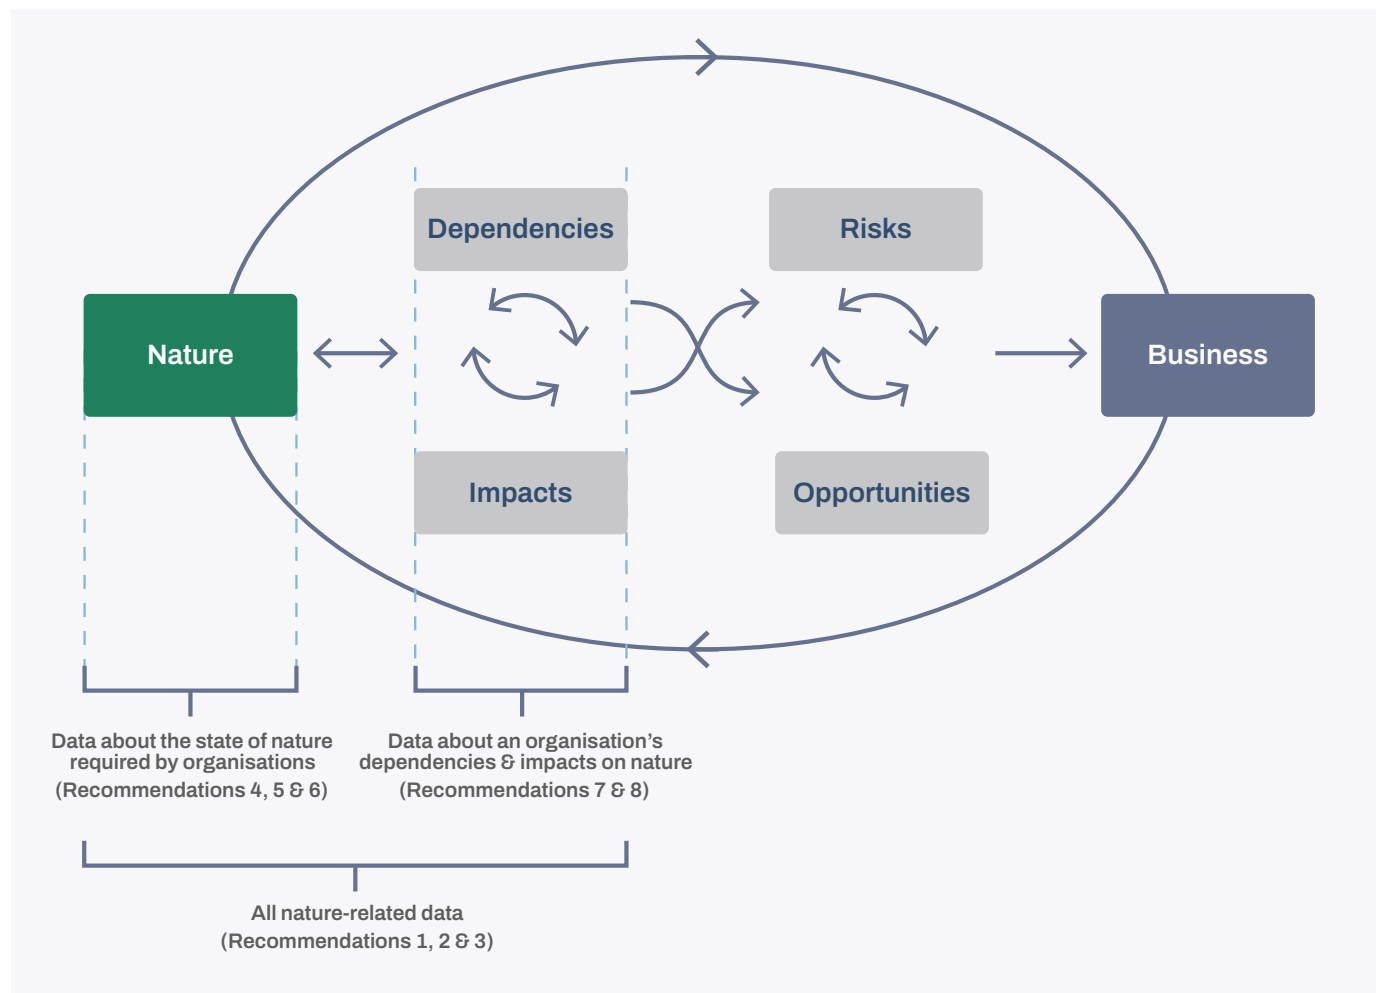 Dependencies
Risks
Nature
Business
Impacts
Opportunities
Data about the state of nature
required by organisations
(Recommendations 4, 5 & 6)
Data about an organisation’s
dependencies & impacts on nature
(Recommendations 7 & 8)
All nature-related data
(Recommendations 1, 2 & 3)